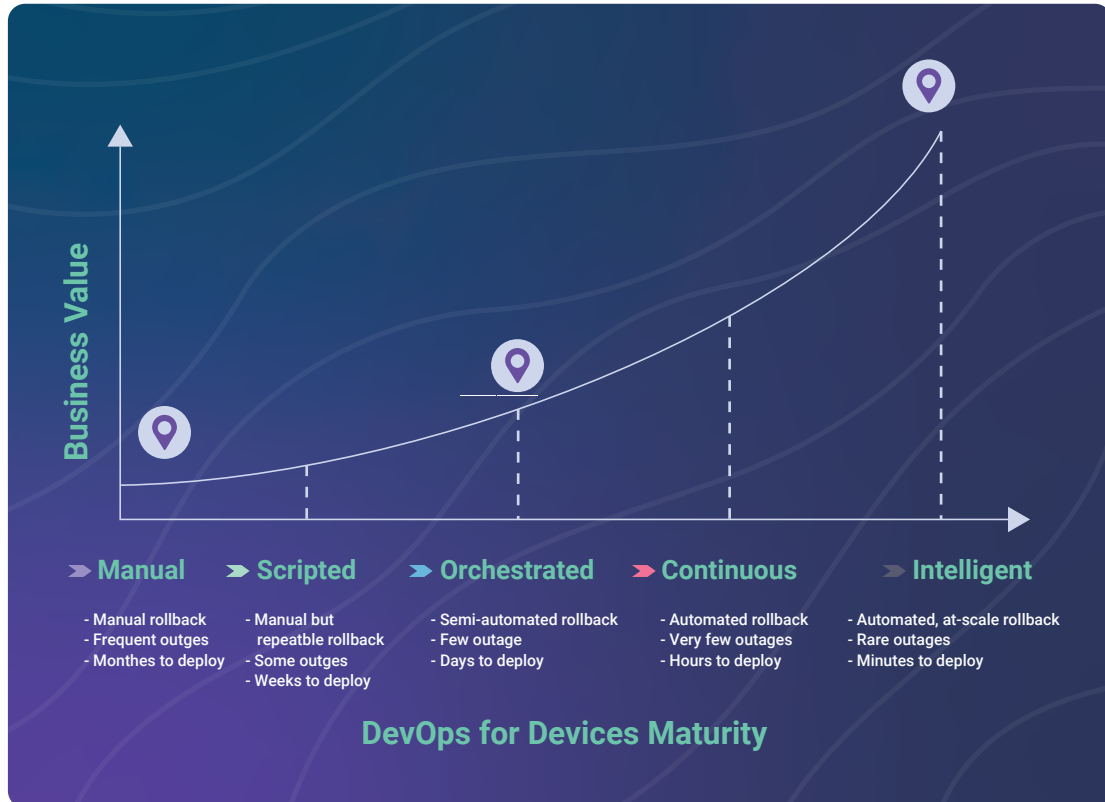 Business Value
Manual
- Manual rollback
- Frequent outges
- Monthes to deploy
Scripted
- Manual but
repeatble rollback
- Some outges
- Weeks to deploy
Orchestrated
- Semi-automated rollback
- Few outage
- Days to deploy
Continuous
- Automated rollback
- Very few outages
- Hours to deploy
Intelligent
- Automated, at-scale rollback
- Rare outages
- Minutes to deploy
DevOps for Devices Maturity